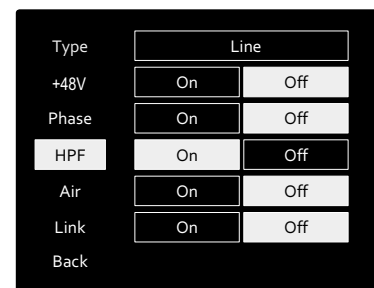 Type Line
+48V On Off
Phase On Off
HPF On Off
Air On Off
Link On Off
Back